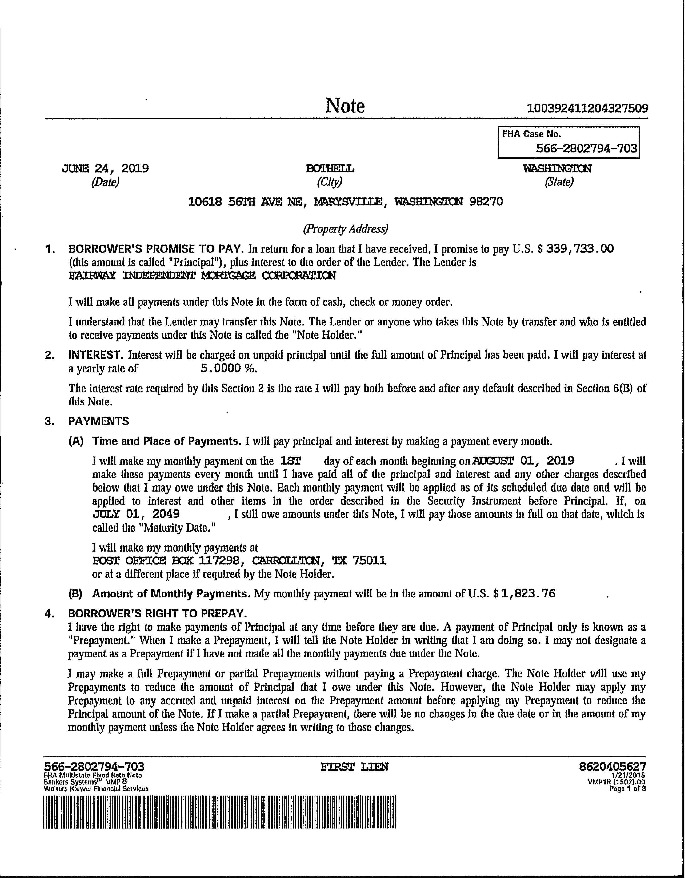 Note
100392411204327509
FHA Case No.
566-2802794-703
JUNE 24, 2019 BOTHELL WASHINGTON
(Date) (City) (State)
10618 56TH AVE NE, MARYSVILLE, WASHINGTON 98270
(Property Address)
1. BORROWER'S PROMISE TO PAY. In return for a loan that I have received, I promise to pay U.S. $ 339,733.00
(this amount is called "Principal"), plus interest to the order of the Lender. The Lender is
FAIRWAY INDEPENDENT MORTGAGE CORPORATION
I will make all payments under this Note in the form of cash, check or money order.
I understand that the Lender may transfer this Note. The Lender or anyone who takes this Note by transfer and who is entitled
to receive payments under this Note is called the "Note Holder."
2. INTEREST. Interest will be charged on unpaid principal until the full amount of Principal has been paid. I will pay interest at
a yearly rate of 5.0000 %.
The interest rate required by this Section 2 is the rate I will pay both before and after any default described in Section 6(B) of
this Note.
3. PAYMENTS
(A) Time and Place of Payments. I will pay principal and interest by making a payment every month.
I will make my monthly payment on the 1ST day of each month beginning on AUGUST 01, 2019 . I will
make these payments every month until I have paid all of the principal and interest and any other charges described
below that I may owe under this Note. Each monthly payment will be applied as of its scheduled due date and will be
applied to interest and other items in the order described in the Security Instrument before Principal. If, on
JULY 01, 2049 , I still owe amounts under this Note, I will pay those amounts in full on that date, which is
called the "Maturity Date."
I will make my monthly payments at
POST OFFICE BOX 117298, CARROLLTON, TX 75011
or at a different place if required by the Note Holder.
(B) Amount of Monthly Payments. My monthly payment will be in the amount of U.S. $ 1,823.76 .
4. BORROWER'S RIGHT TO PREPAY.
I have the right to make payments of Principal at any time before they are due. A payment of Principal only is known as a
"Prepayment." When I make a Prepayment, I will tell the Note Holder in writing that I am doing so. I may not designate a
payment as a Prepayment if I have not made all the monthly payments due under the Note.
I may make a full Prepayment or partial Prepayments without paying a Prepayment charge. The Note Holder will use my
Prepayments to reduce the amount of Principal that I owe under this Note. However, the Note Holder may apply my
Prepayment to any accrued and unpaid interest on the Prepayment amount before applying my Prepayment to reduce the
Principal amount of the Note. If I make a partial Prepayment, there will be no changes in the due date or in the amount of my
monthly payment unless the Note Holder agrees in writing to those changes.
566-2802794-703 FIRST LIEN 8620405627
FHA Multistate Fixed Rate Note 1/21/2015
Bankers Systems™ VMP® VMP1R (1502).00
Wolters Kluwer Financial Services Page 1 of 3